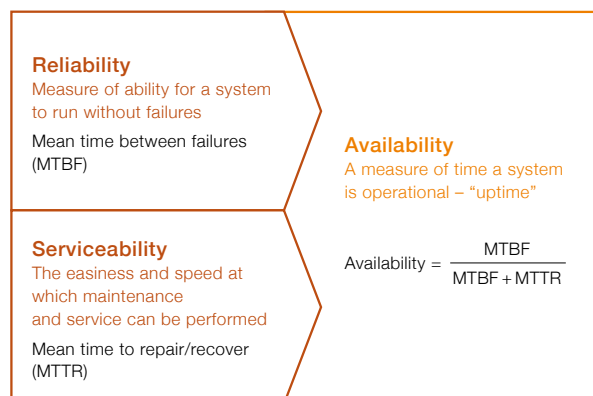 Reliability
Measure of ability for a system
to run without failures
Mean time between failures
(MTBF)
Serviceability
The easiness and speed at
which maintenance
and service can be performed
Mean time to repair/recover
(MTTR)
Availability
A measure of time a system
is operational – “uptime”
Availability = MTBF
MTBF + MTTR